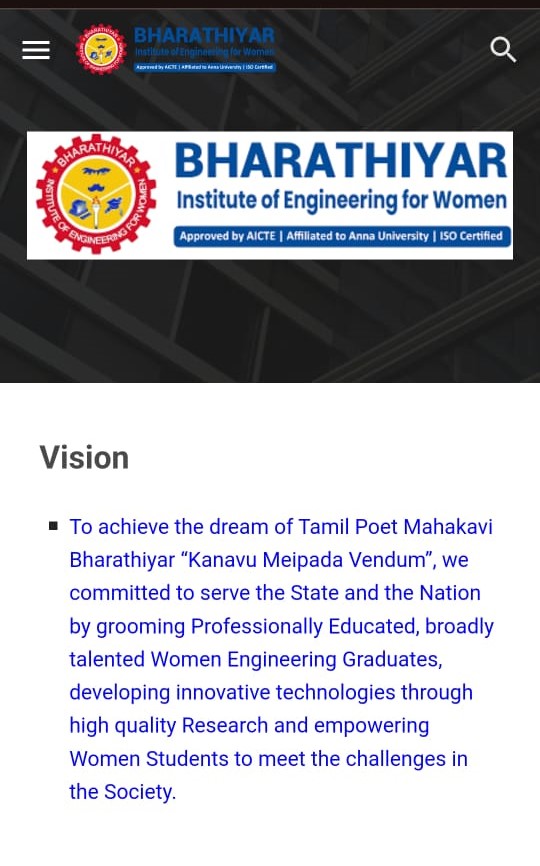 BHARATHIYAR
Institute of Engineering for Women
Approved by AICTE | Affiliated to Anna University | ISO Certified
BHARATHIYAR
INSTITUTE OF ENGINEERING FOR WOMEN
BHARATHIYAR
Institute of Engineering for Women
Approved by AICTE | Affiliated to Anna University | ISO Certified
Vision
To achieve the dream of Tamil Poet Mahakavi
Bharathiyar “Kanavu Meipada Vendum”, we
committed to serve the State and the Nation
by grooming Professionally Educated, broadly
talented Women Engineering Graduates,
developing innovative technologies through
high quality Research and empowering
Women Students to meet the challenges in
the Society.